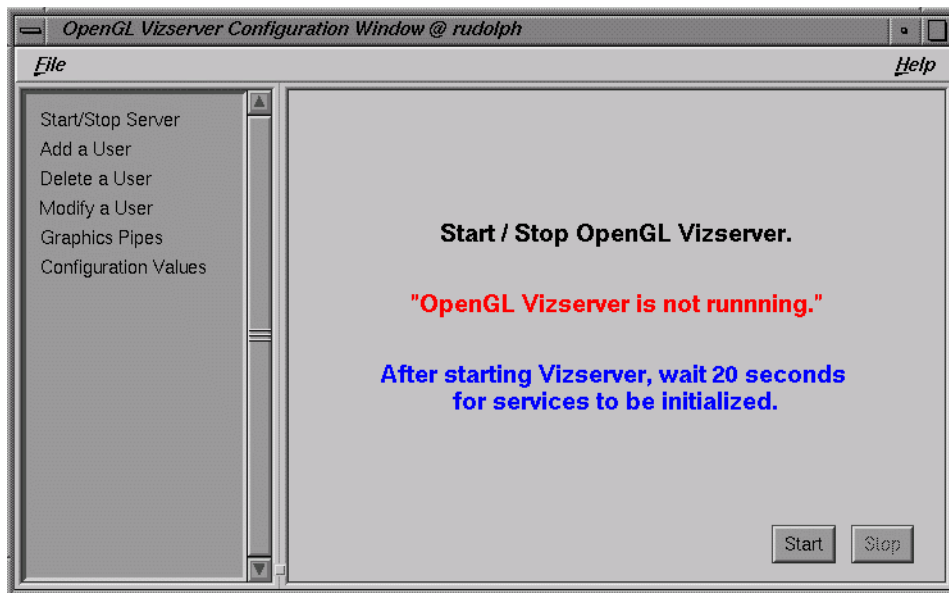 OpenGL Vizserver Configuration Window @ rudolph
File Help
Start/Stop Server
Add a User
Delete a User
Modify a User
Graphics Pipes
Configuration Values
Start / Stop OpenGL Vizserver.
"OpenGL Vizserver is not runnning."
After starting Vizserver, wait 20 seconds
for services to be initialized.
Start Stop